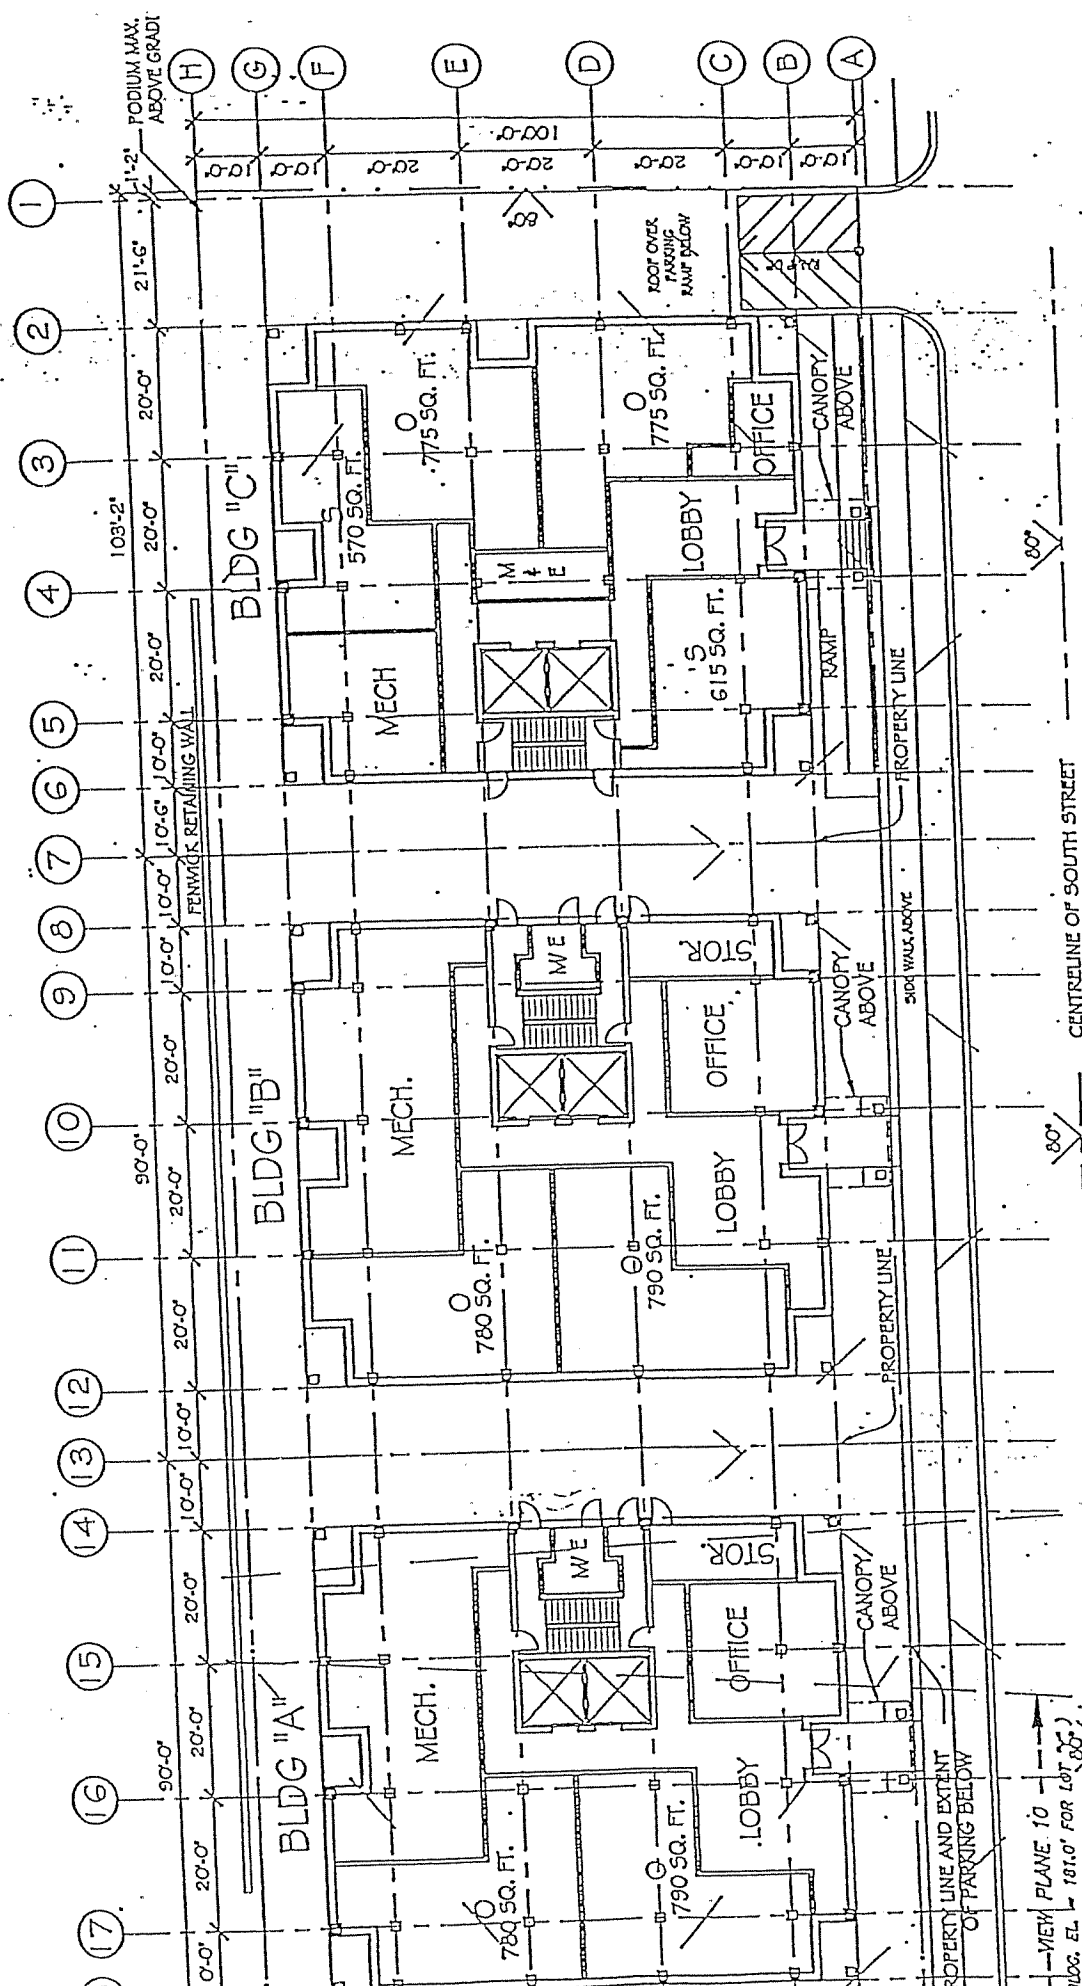 PODIUM MAX.
ABOVE GRADE
H
G
F
E
D
C
B
A
100'-0"
10'-0"
10'-0"
20'-0"
20'-0"
20'-0"
10'-0"
10'-0"
1
1'-2"
21'-6"
80°
ROOF OVER
PARKING
RAMP BELOW
2
20'-0"
O
775 SQ. FT.
O
775 SQ. FT.
CANOPY
ABOVE
OFFICE
3
103'-2"
20'-0"
BLDG "C"
S
570 SQ. FT.
LOBBY
M & E
80°
4
20'-0"
MECH
S
615 SQ. FT.
RAMP
PROPERTY LINE
5
10'-0"
6
10'-6"
FENWICK RETAINING WALL
7
10'-0"
8
10'-0"
M/E
STOR.
CANOPY
ABOVE
SIDEWALK ABOVE
9
20'-0"
OFFICE
CENTRELINE OF SOUTH STREET
10
90'-0"
BLDG "B"
MECH.
80°
20'-0"
LOBBY
11
O
780 SQ. FT.
O
790 SQ. FT.
20'-0"
PROPERTY LINE
12
10'-0"
13
10'-0"
14
M/E
STOR.
20'-0"
CANOPY
ABOVE
15
OFFICE
20'-0"
BLDG "A"
MECH.
90'-0"
16
LOBBY
20'-0"
O
780 SQ. FT.
O
790 SQ. FT.
17
PROPERTY LINE AND EXTENT
OF PARKING BELOW
VIEW PLANE 10
FOR LOT
80°